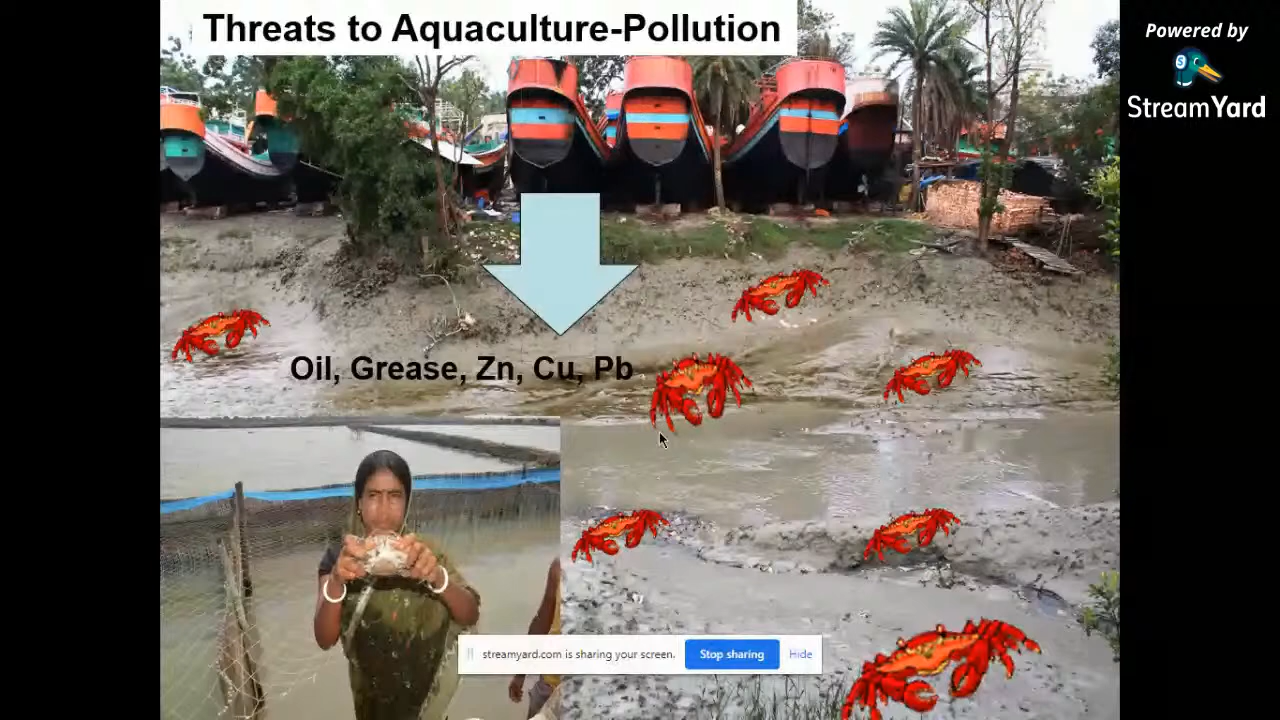 Threats to Aquaculture-Pollution
Powered by
StreamYard
Oil, Grease, Zn, Cu, Pb
streamyard.com is sharing your screen.
Stop sharing
Hide